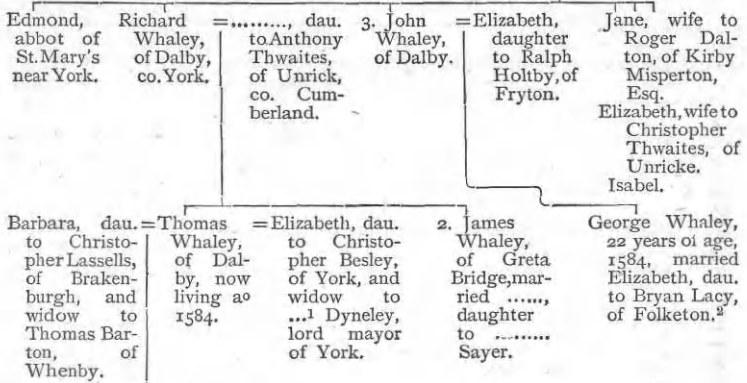 Edmond,
abbot of
St. Mary's
near York.
Richard
Whaley,
of Dalby,
co. York.
=........., dau.
to Anthony
Thwaites,
of Unrick,
co. Cum-
berland.
3. John
Whaley,
of Dalby.
=Elizabeth,
daughter
to Ralph
Holtby, of
Fryton.
Jane, wife to
Roger Dal-
ton, of Kirby
Misperton,
Esq.
Elizabeth, wife to
Christopher
Thwaites, of
Unricke.
Isabel.
Barbara, dau.
to Christo-
pher Lassells,
of Braken-
burgh, and
widow to
Thomas Bar-
ton, of
Whenby.
=Thomas
Whaley,
of Dal-
by, now
living aº
1584.
=Elizabeth, dau.
to Christo-
pher Besley,
of York, and
widow to
...¹ Dyneley,
lord mayor
of York.
2. James
Whaley,
of Greta
Bridge, mar-
ried ......,
daughter
to .........
Sayer.
George Whaley,
22 years of age,
1584, married
Elizabeth, dau.
to Bryan Lacy,
of Folketon.²